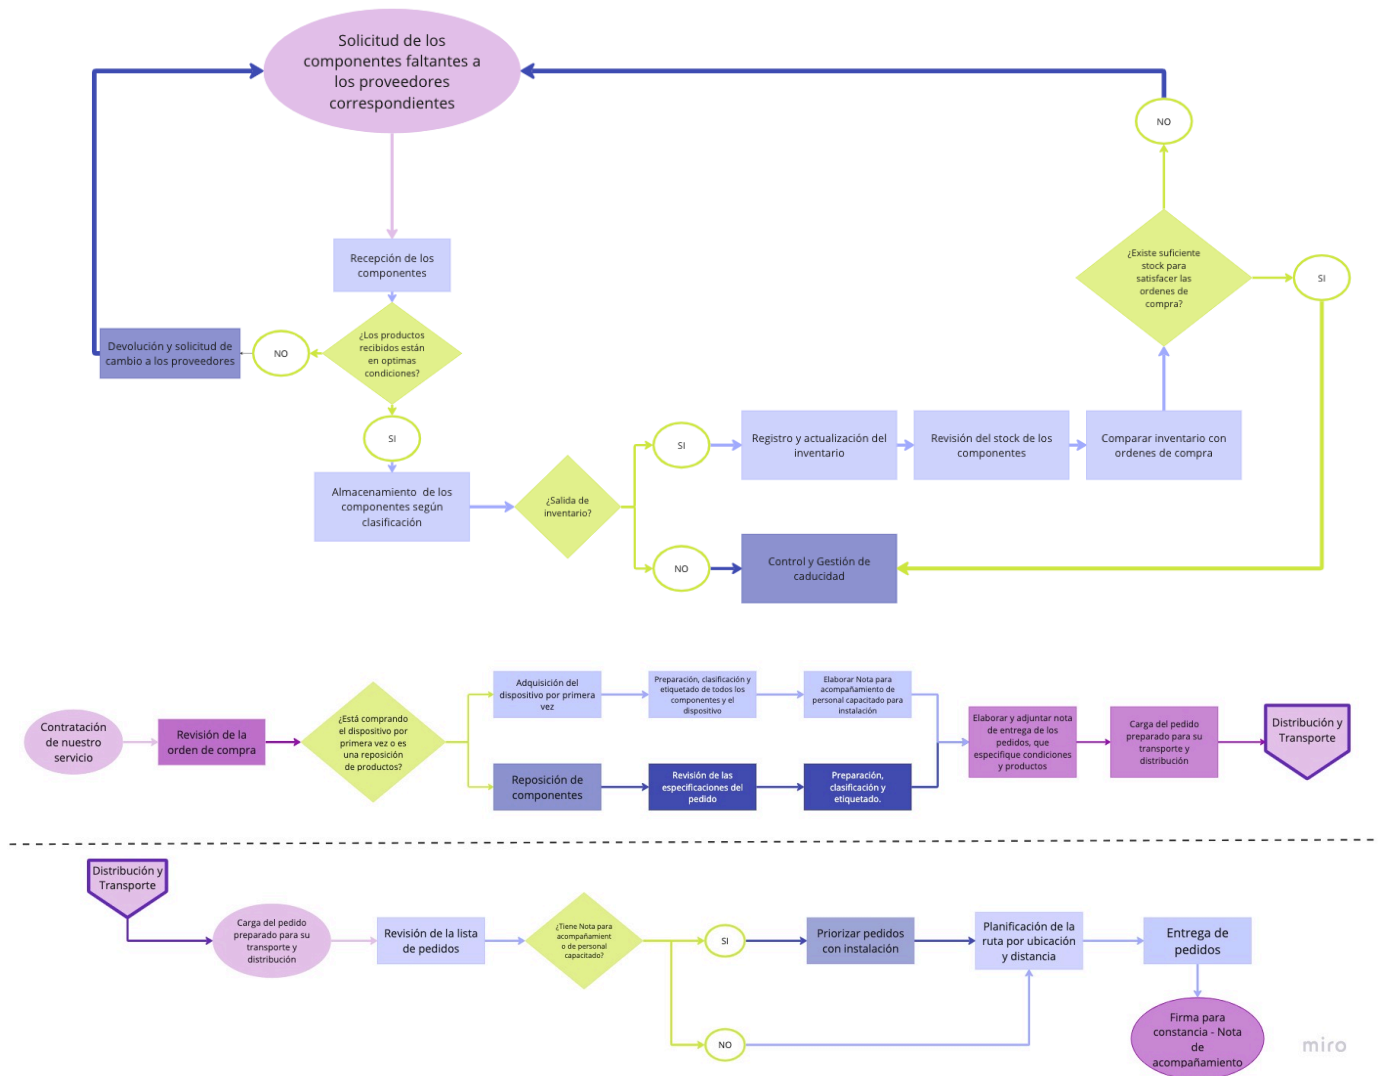 Solicitud de los
componentes faltantes a
los proveedores
correspondientes
NO
¿Existe suficiente
stock para
satisfacer las
ordenes de
compra?
SI
Recepción de los
componentes
¿Los productos
recibidos están
en optimas
condiciones?
NO
Devolución y solicitud de
cambio a los proveedores
SI
Almacenamiento de los
componentes según
clasificación
¿Salida de
inventario?
SI
Registro y actualización del
inventario
Revisión del stock de los
componentes
Comparar inventario con
ordenes de compra
NO
Control y Gestión de
caducidad
Contratación
de nuestro
servicio
Revisión de la
orden de compra
¿Está comprando
el dispositivo por
primera vez o es
una reposición
de productos?
Adquisición del
dispositivo por primera
vez
Preparación, clasificación y
etiquetado de todos los
componentes y el
dispositivo
Elaborar Nota para
acompañamiento de
personal capacitado para
instalación
Reposición de
componentes
Revisión de las
especificaciones del
pedido
Preparación,
clasificación y
etiquetado.
Elaborar y adjuntar nota
de entrega de los
pedidos, que
especifique condiciones
y productos
Carga del pedido
preparado para su
transporte y
distribución
Distribución y
Transporte
Distribución y
Transporte
Carga del pedido
preparado para su
transporte y
distribución
Revisión de la lista
de pedidos
¿Tiene Nota para
acompañamient
o de personal
capacitado?
SI
Priorizar pedidos
con instalación
Planificación de la
ruta por ubicación
y distancia
Entrega de
pedidos
NO
Firma para
constancia - Nota
de
acompañamiento
miro